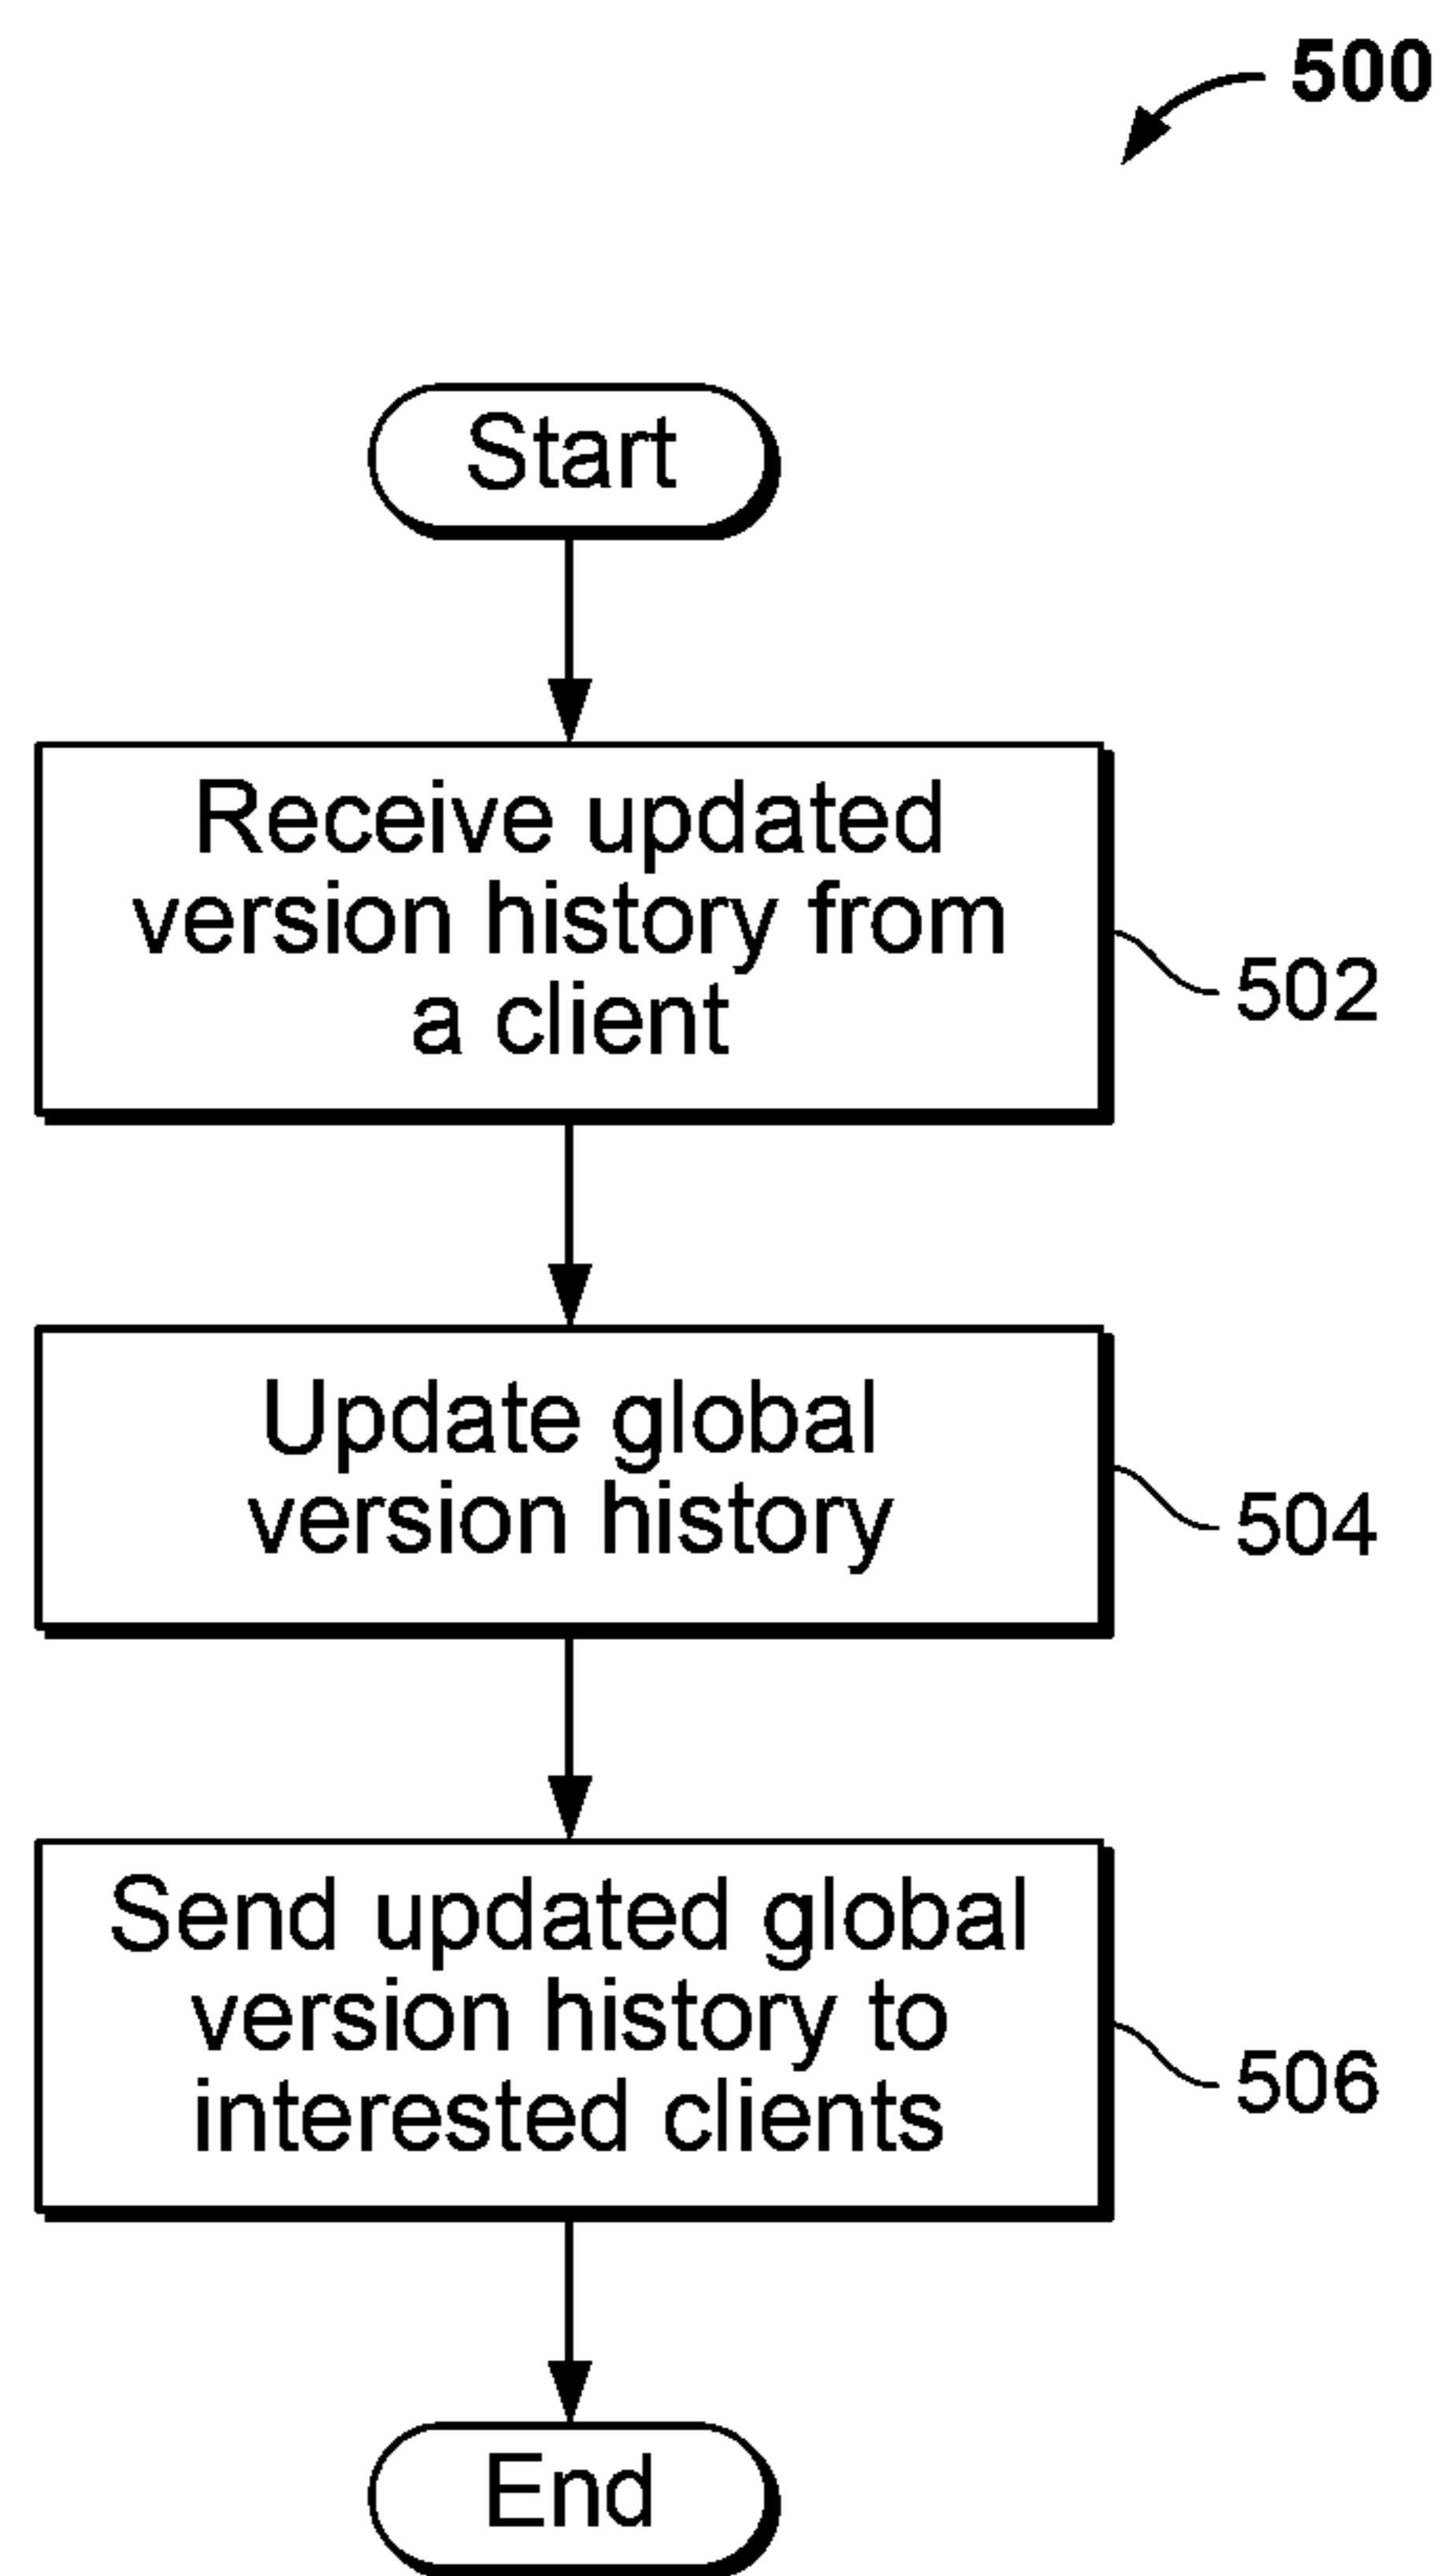 500
Start
Receive updated
version history from
a client
502
Update global
version history
504
Send updated global
version history to
interested clients
506
End